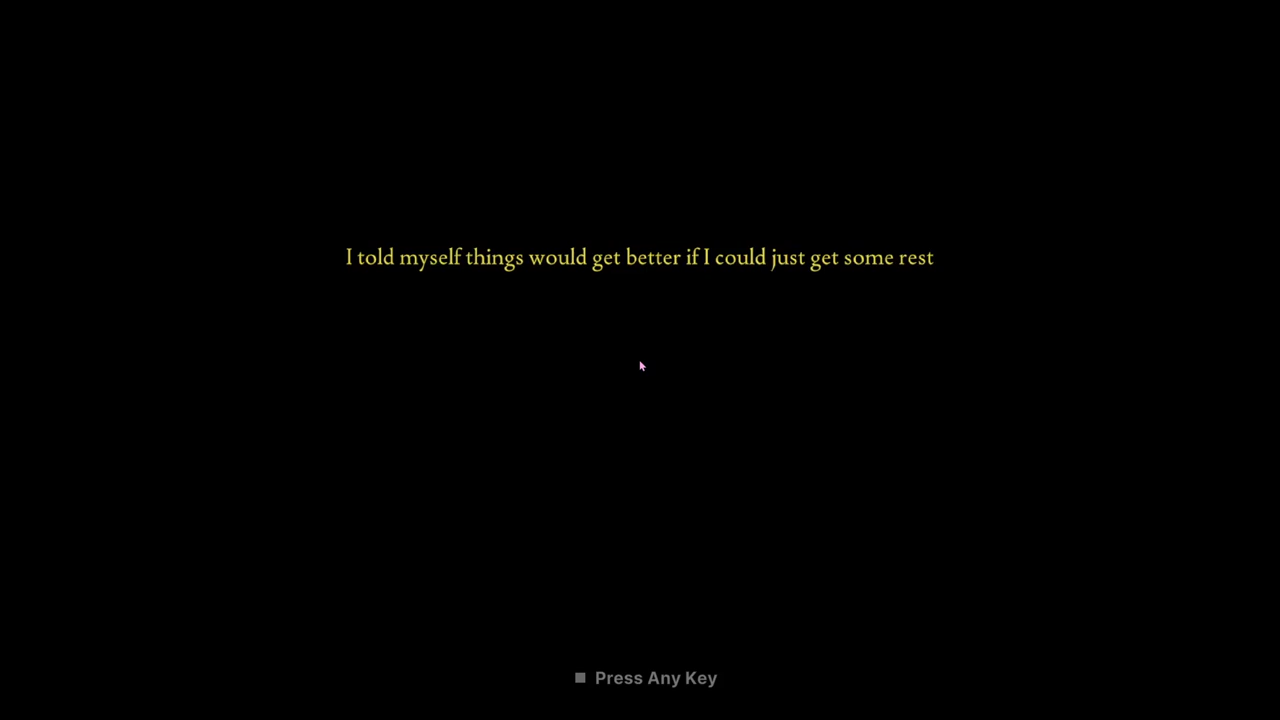 I told myself things would get better if I could just get some rest
Press Any Key